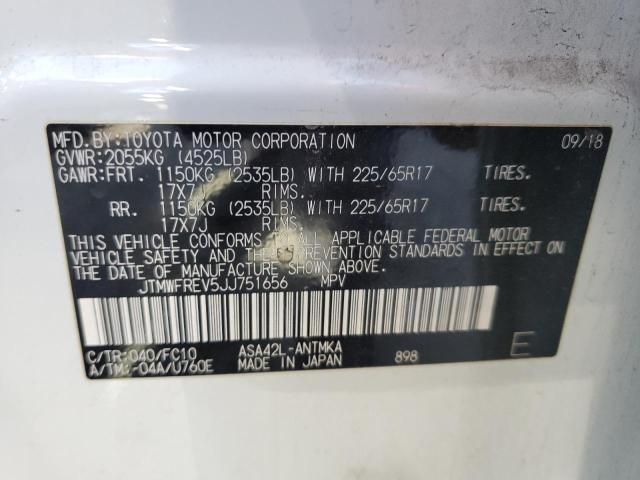 MFD.BY:TOYOTA MOTOR CORPORATION 09/18
GVWR:2055KG (4525LB)
GAWR:FRT. 1150KG (2535LB) WITH 225/65R17 TIRES.
17X7J RIMS.
RR. 1150KG (2535LB) WITH 225/65R17 TIRES.
17X7J RIMS.
THIS VEHICLE CONFORMS TO ALL APPLICABLE FEDERAL MOTOR
VEHICLE SAFETY AND THEFT PREVENTION STANDARDS IN EFFECT ON
THE DATE OF MANUFACTURE SHOWN ABOVE.
JTMWFREV5JJ751656 MPV
C/TR:040/FC10 ASA42L-ANTMKA 898 E
A/TM:-04A/U760E MADE IN JAPAN